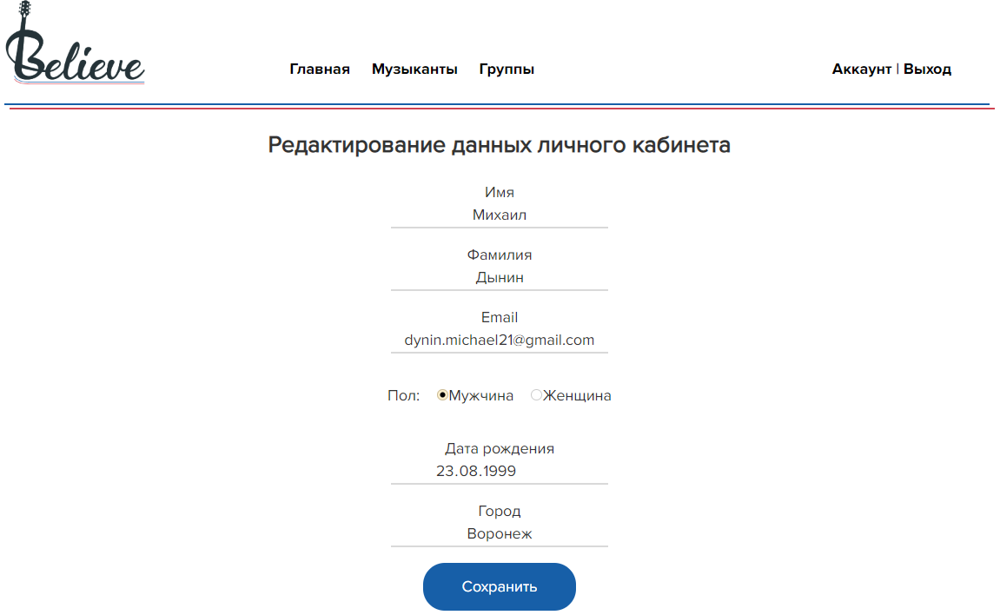 Believe
Главная Музыканты Группы Аккаунт | Выход
Редактирование данных личного кабинета
Имя
Михаил
Фамилия
Дынин
Email
dynin.michael21@gmail.com
Пол: Мужчина Женщина
Дата рождения
23.08.1999
Город
Воронеж
Сохранить